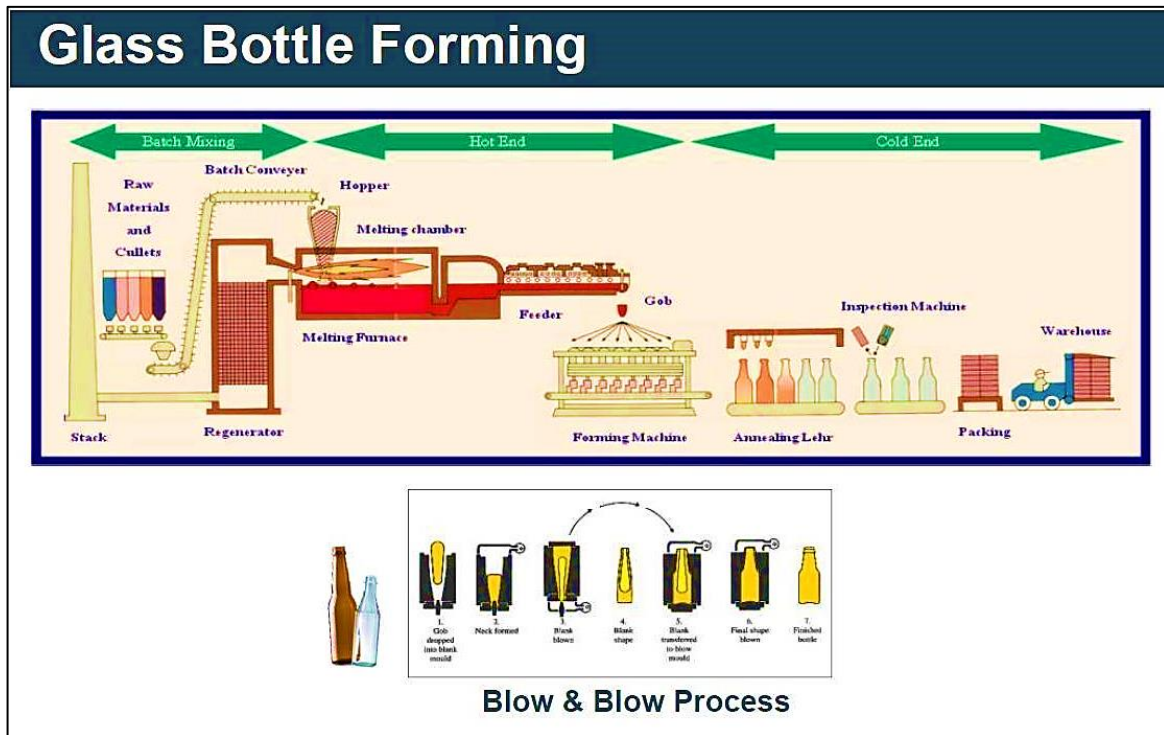 Glass Bottle Forming
Batch Mixing
Hot End
Cold End
Batch Conveyer
Raw
Materials
and
Cullets
Hopper
Melting chamber
Gob
Feeder
Melting Furnace
Inspection Machine
Warehouse
Stack
Regenerator
Forming Machine
Annealing Lehr
Packing
1.
Gob
dropped
into blank
mould
2.
Neck formed
3.
Blank
blown
4.
Blank
shape
5.
Blank
transferred
to blow
mould
6.
Final shape
blown
7.
Finished
bottle
Blow & Blow Process